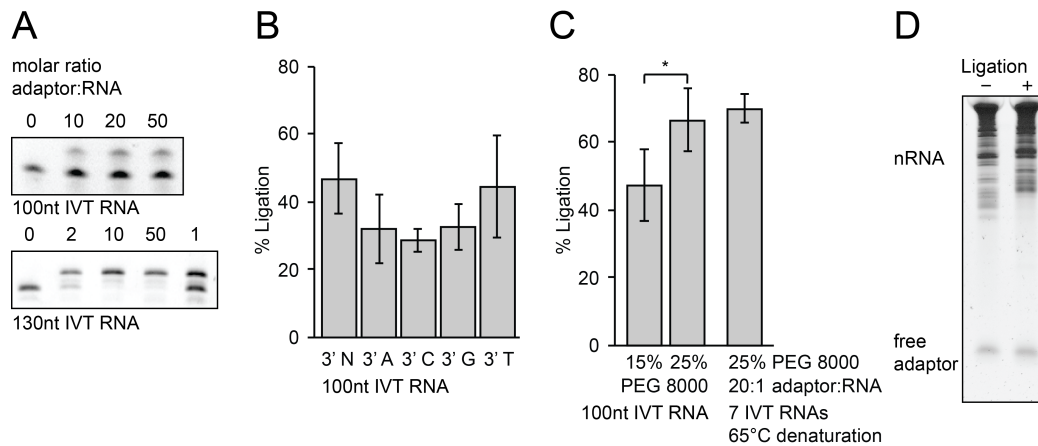 A
molar ratio
adaptor:RNA
0 10 20 50
100nt IVT RNA
0 2 10 50 1
130nt IVT RNA
B
% Ligation
80
60
40
20
0
3' N 3' A 3' C 3' G 3' T
100nt IVT RNA
C
% Ligation
80
60
40
20
0
*
15% 25% 25% PEG 8000
PEG 8000 20:1 adaptor:RNA
100nt IVT RNA 7 IVT RNAs
65°C denaturation
D
Ligation
– +
nRNA
free
adaptor